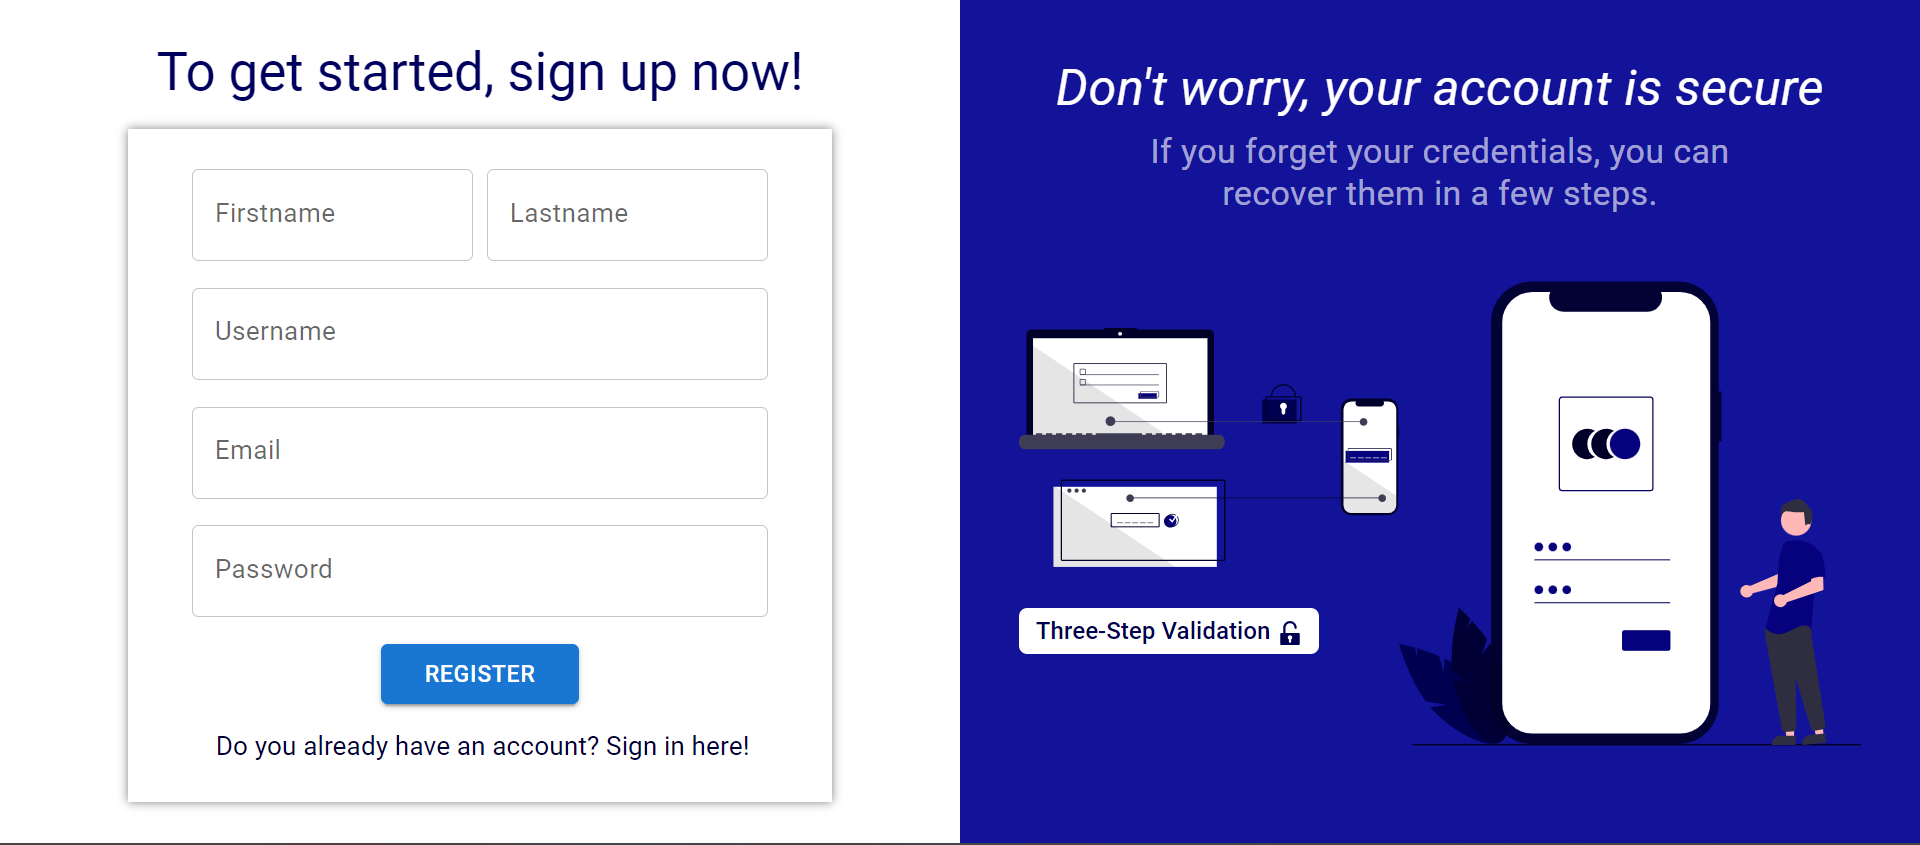 To get started, sign up now!
Firstname
Lastname
Username
Email
Password
REGISTER
Do you already have an account? Sign in here!
Don't worry, your account is secure
If you forget your credentials, you can
recover them in a few steps.
Three-Step Validation